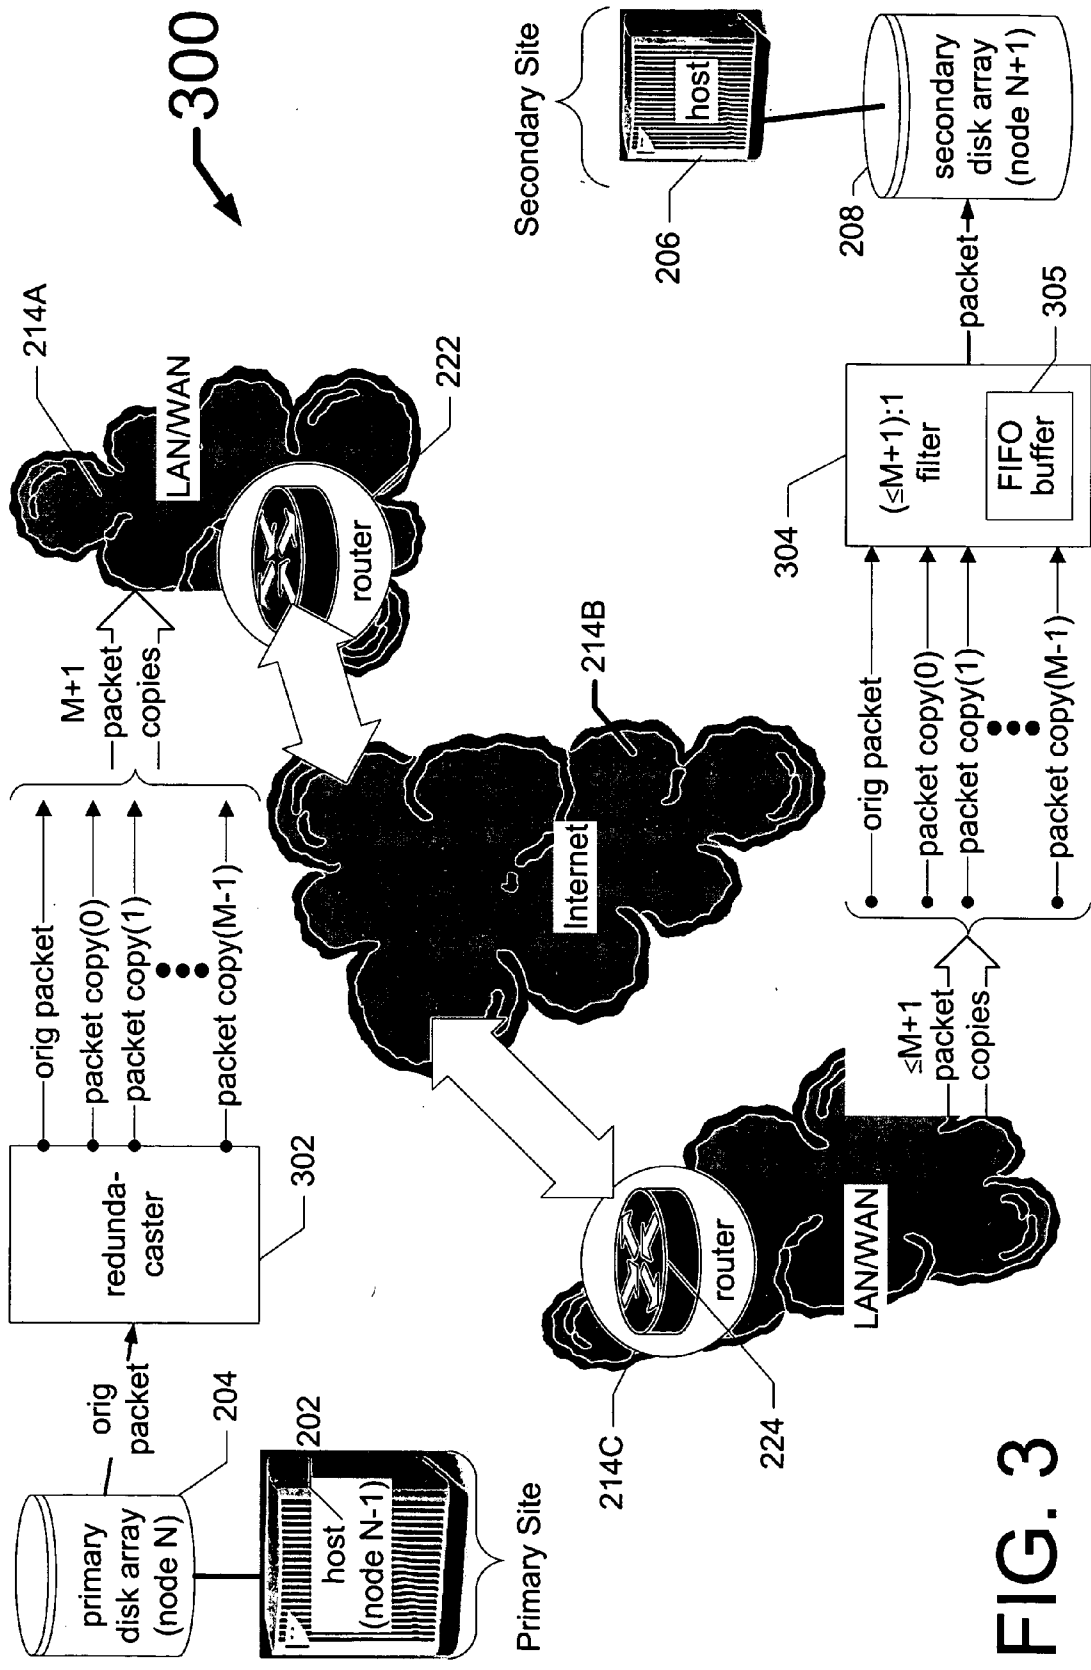 300
Primary Site
host
(node N-1)
202
primary
disk array
(node N)
204
orig
packet
redunda-
caster
302
orig packet
packet copy(0)
packet copy(1)
packet copy(M-1)
M+1
packet
copies
214A
LAN/WAN
router
222
Internet
214B
214C
router
224
LAN/WAN
≤M+1
packet
copies
orig packet
packet copy(0)
packet copy(1)
packet copy(M-1)
304
(≤M+1):1
filter
FIFO
buffer
305
packet
Secondary Site
host
206
208
secondary
disk array
(node N+1)
FIG. 3